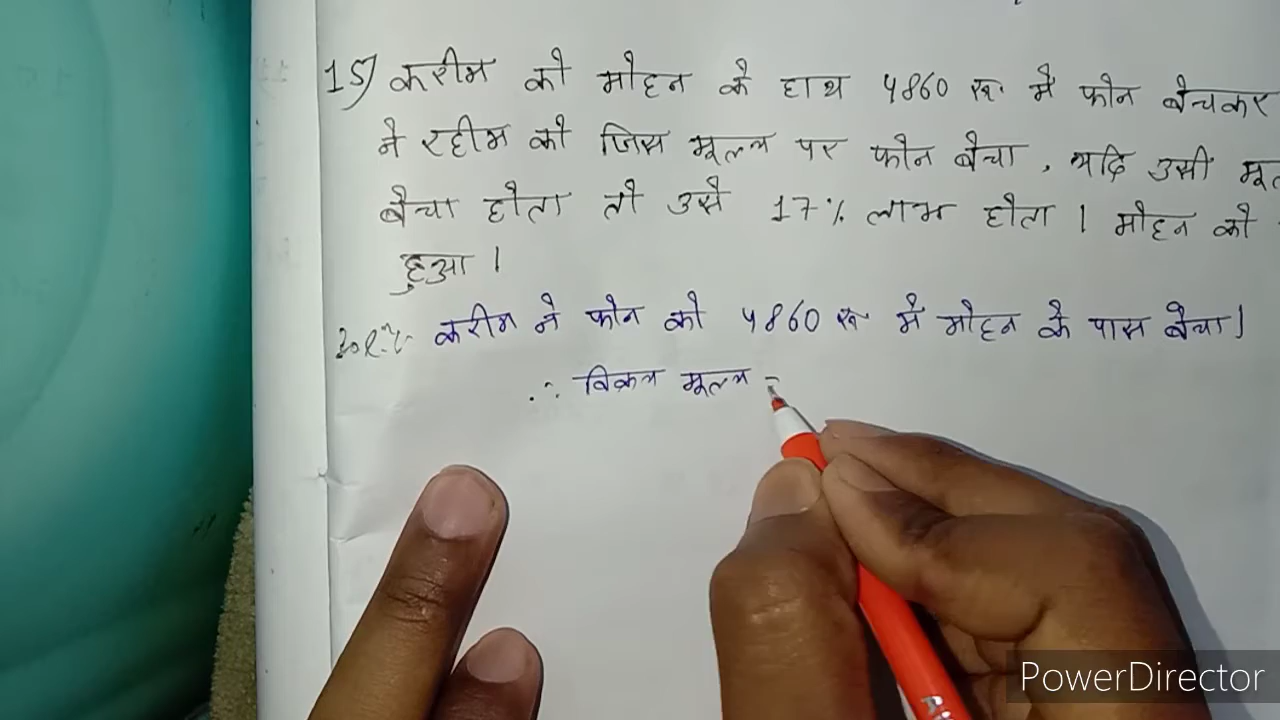 15) करीम को मोहन के हाथ 4860 रू॰ में फोन बेचकर
ने रहीम को जिस मूल्य पर फोन बेचा , यदि उसी
बेचा होता तो उसे 17% लाभ होता । मोहन को
हुआ ।
करीम ने फोन को 4860 रू॰ में मोहन के पास बेचा।
∴ विक्रय मूल्य =
PowerDirector